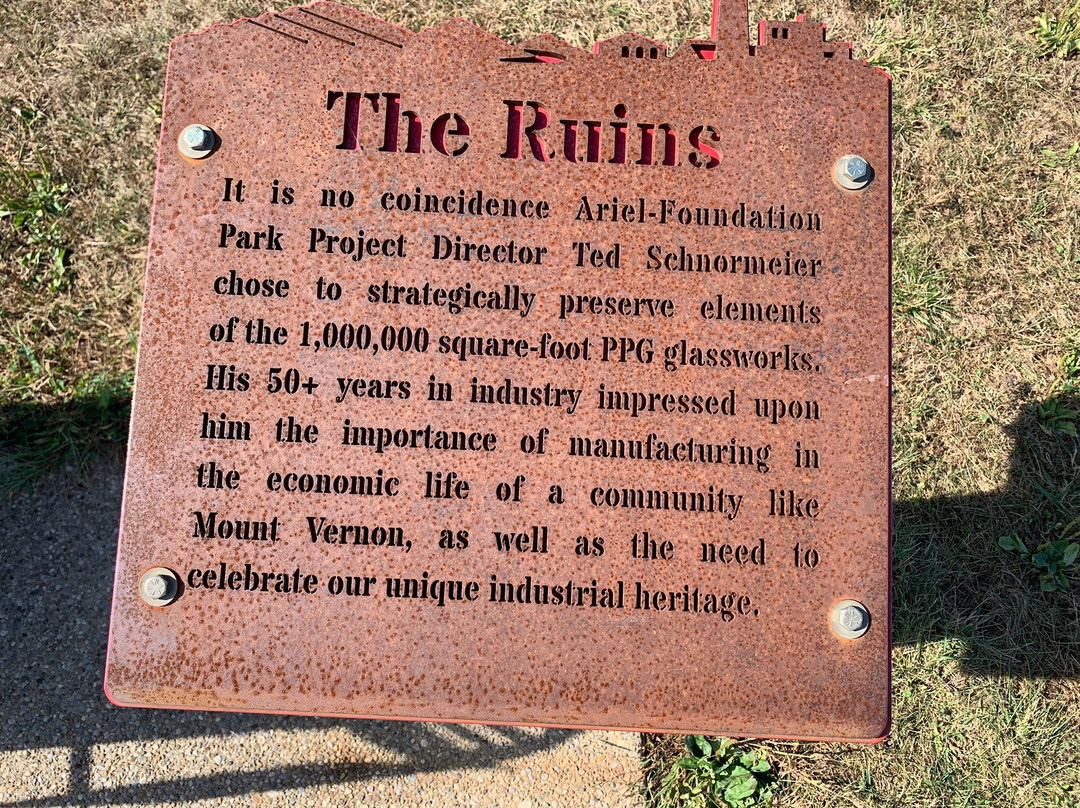 The Ruins
It is no coincidence Ariel-Foundation
Park Project Director Ted Schnormeier
chose to strategically preserve elements
of the 1,000,000 square-foot PPG glassworks.
His 50+ years in industry impressed upon
him the importance of manufacturing in
the economic life of a community like
Mount Vernon, as well as the need to
celebrate our unique industrial heritage.